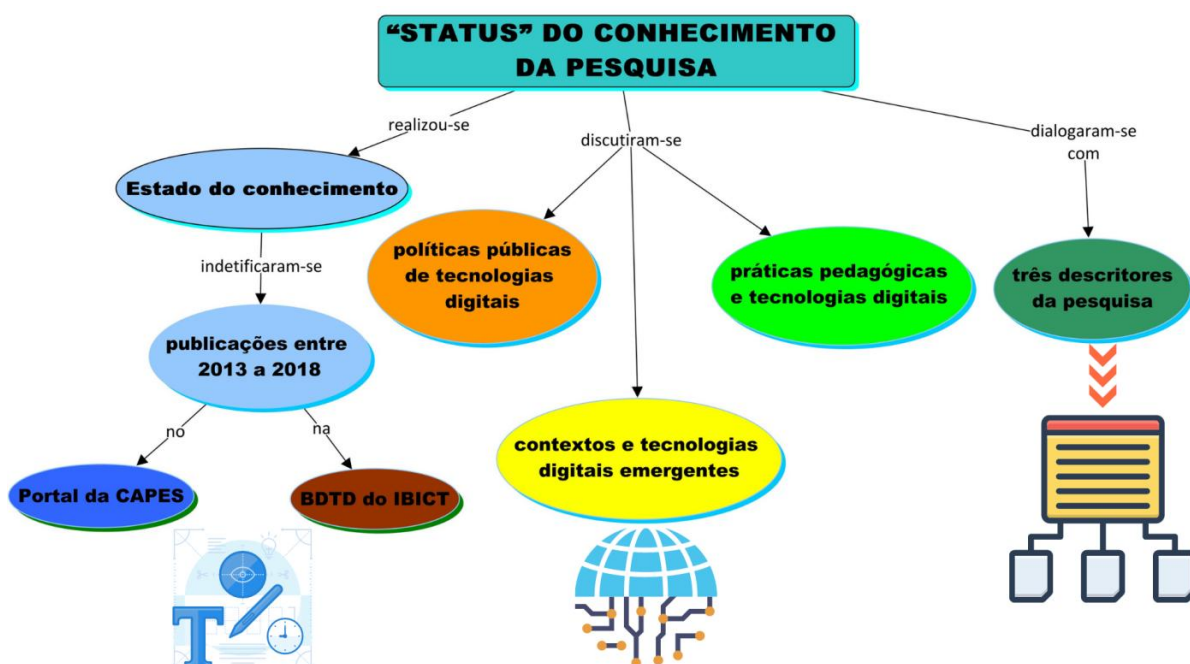 “STATUS” DO CONHECIMENTO
DA PESQUISA
realizou-se
discutiram-se
dialogaram-se
com
Estado do conhecimento
indetificaram-se
políticas públicas
de tecnologias
digitais
práticas pedagógicas
e tecnologias digitais
três descritores
da pesquisa
publicações entre
2013 a 2018
no
na
contextos e tecnologias
digitais emergentes
Portal da CAPES
BDTD do IBICT
T